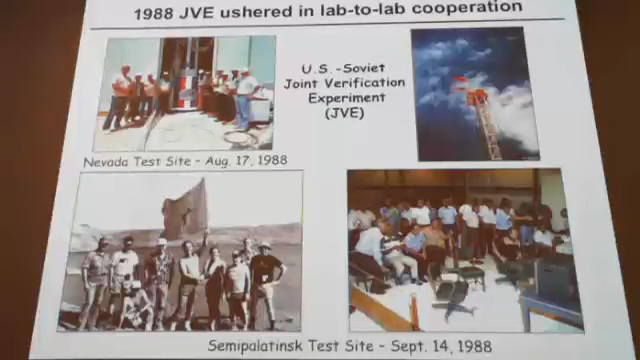 1988 JVE ushered in lab-to-lab cooperation
U.S.-Soviet
Joint Verification
Experiment
(JVE)
Nevada Test Site - Aug. 17, 1988
Semipalatinsk Test Site - Sept. 14, 1988